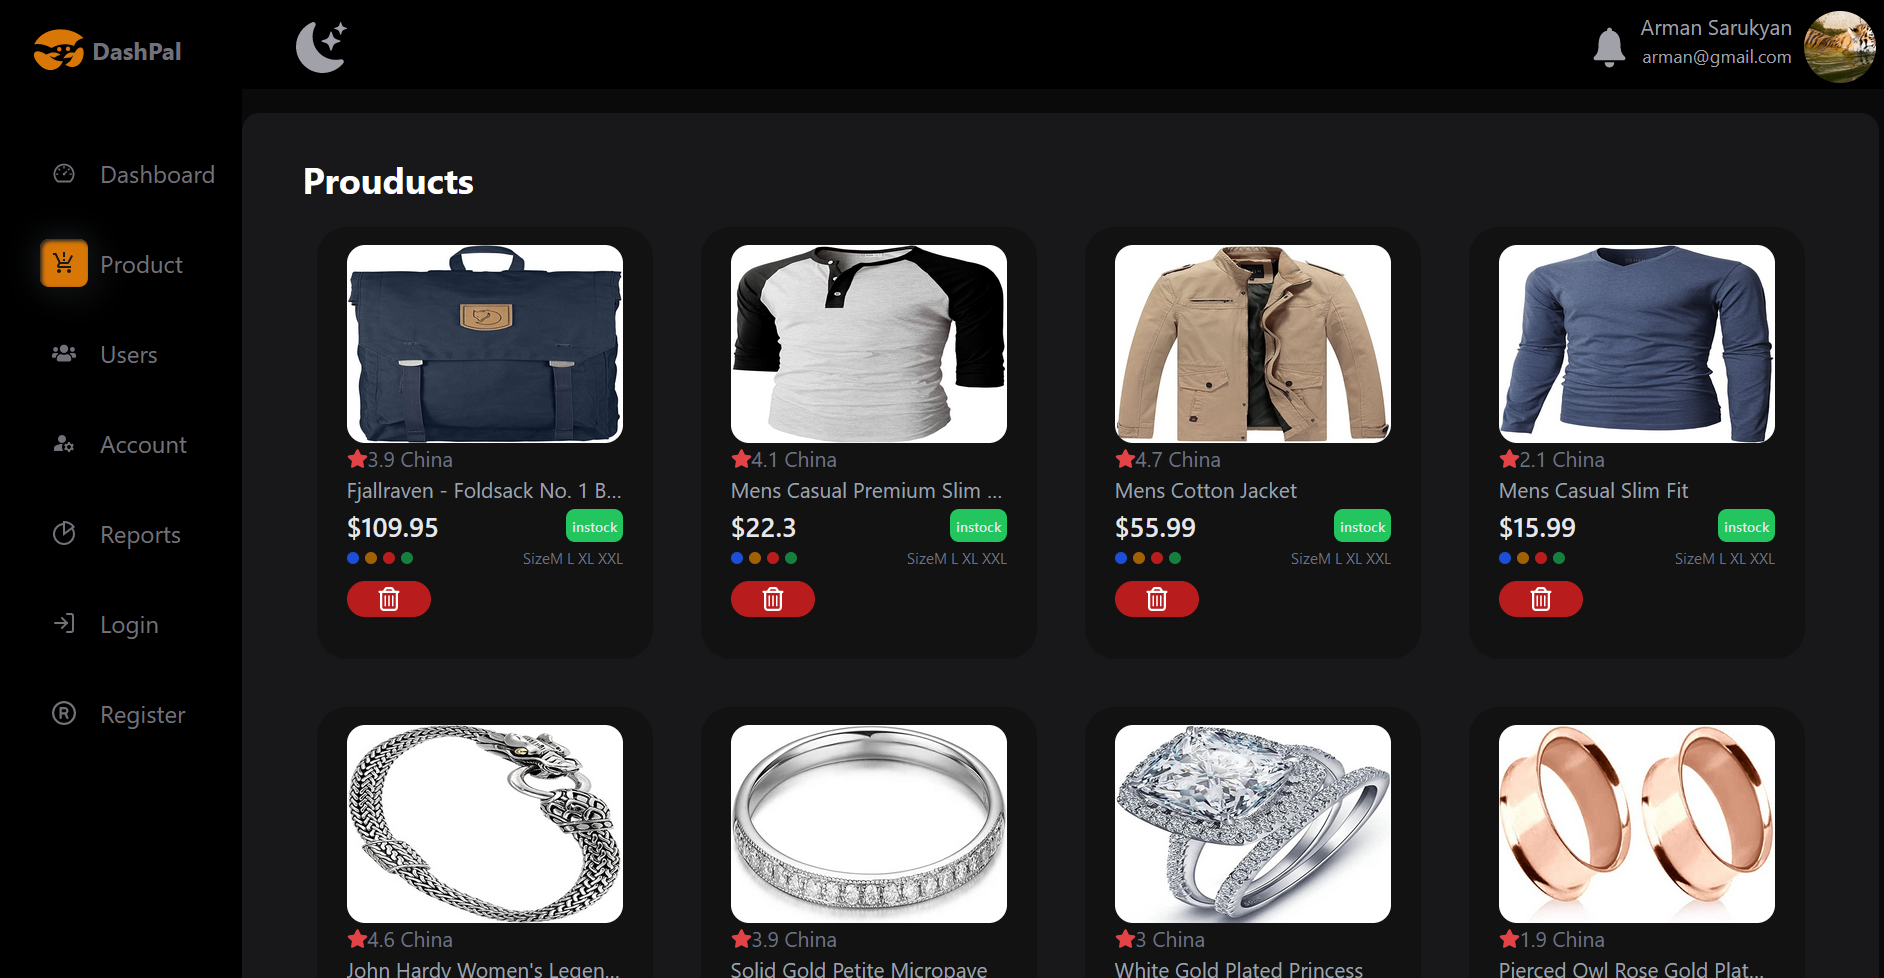 DashPal
Arman Sarukyan
arman@gmail.com
Dashboard
Product
Users
Account
Reports
Login
Register
Prouducts
3.9 China
Fjallraven - Foldsack No. 1 B...
$109.95
instock
SizeM L XL XXL
4.1 China
Mens Casual Premium Slim ...
$22.3
instock
SizeM L XL XXL
4.7 China
Mens Cotton Jacket
$55.99
instock
SizeM L XL XXL
2.1 China
Mens Casual Slim Fit
$15.99
instock
SizeM L XL XXL
4.6 China
John Hardy Women's Legen...
3.9 China
Solid Gold Petite Micropave
3 China
White Gold Plated Princess
1.9 China
Pierced Owl Rose Gold Plat...